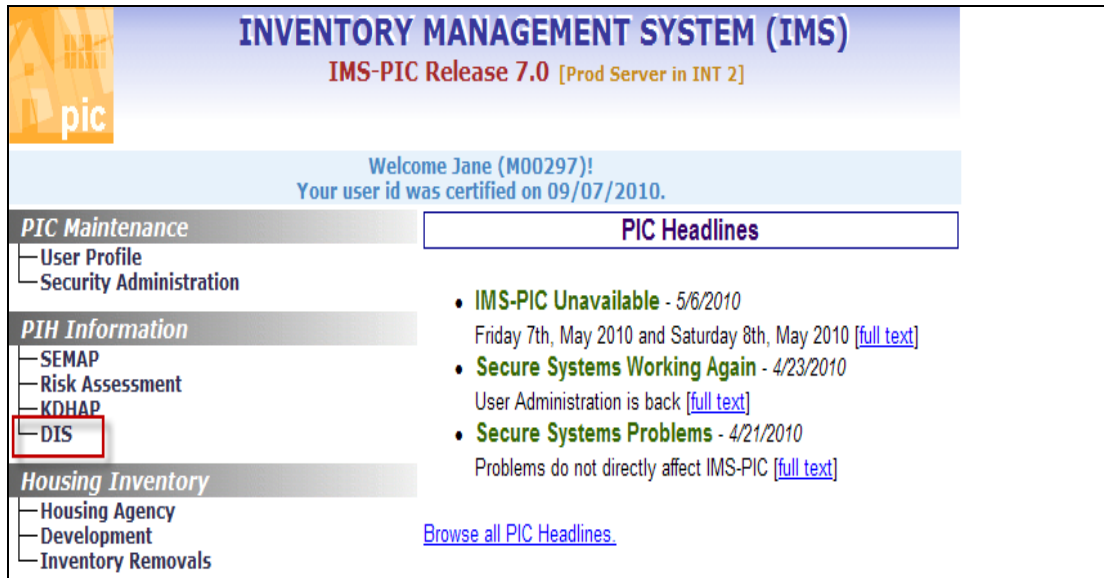 INVENTORY MANAGEMENT SYSTEM (IMS)
IMS-PIC Release 7.0 [Prod Server in INT 2]
pic
Welcome Jane (M00297)!
Your user id was certified on 09/07/2010.
PIC Maintenance
User Profile
Security Administration
PIH Information
SEMAP
Risk Assessment
KDHAP
DIS
Housing Inventory
Housing Agency
Development
Inventory Removals
PIC Headlines
• IMS-PIC Unavailable - 5/6/2010
Friday 7th, May 2010 and Saturday 8th, May 2010 [full text]
• Secure Systems Working Again - 4/23/2010
User Administration is back [full text]
• Secure Systems Problems - 4/21/2010
Problems do not directly affect IMS-PIC [full text]
Browse all PIC Headlines.